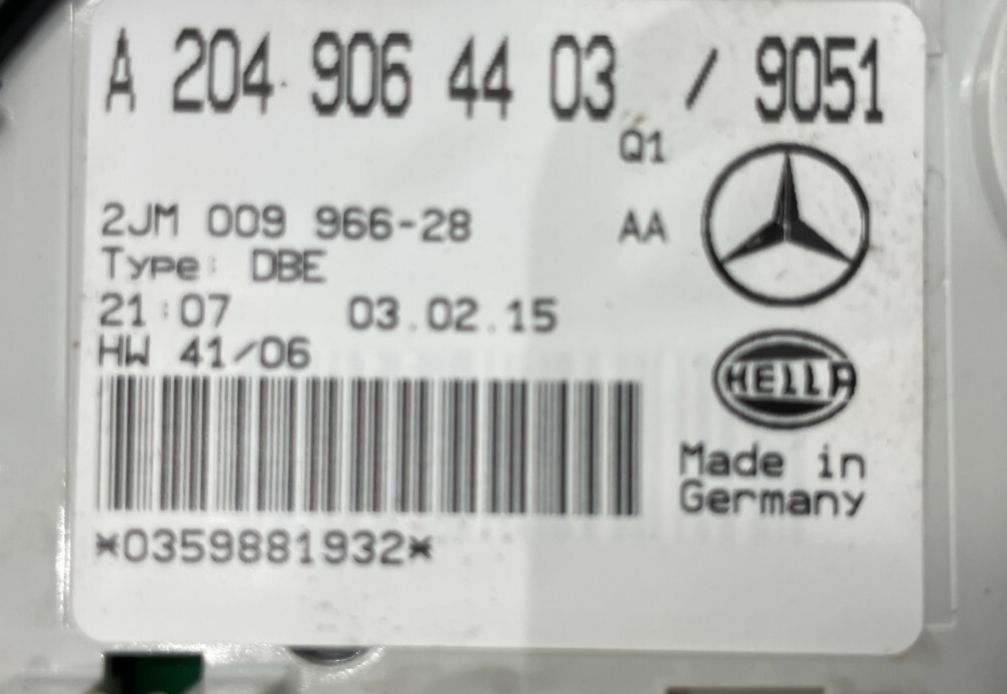 A 204 906 44 03 / 9051
Q1
2JM 009 966-28 AA
Type: DBE
21:07 03.02.15
HW 41/06
HELLA
Made in
Germany
*0359881932*